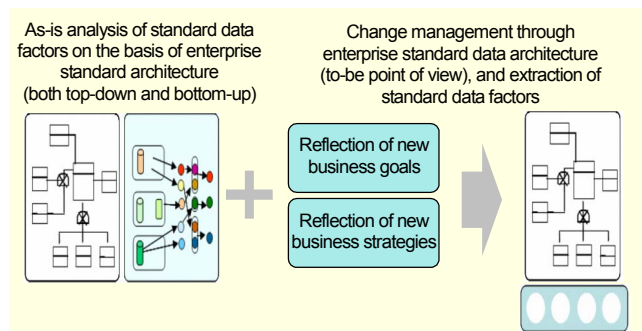 As-is analysis of standard data
factors on the basis of enterprise
standard architecture
(both top-down and bottom-up)
Change management through
enterprise standard data architecture
(to-be point of view), and extraction of
standard data factors
Reflection of new
business goals
Reflection of new
business strategies